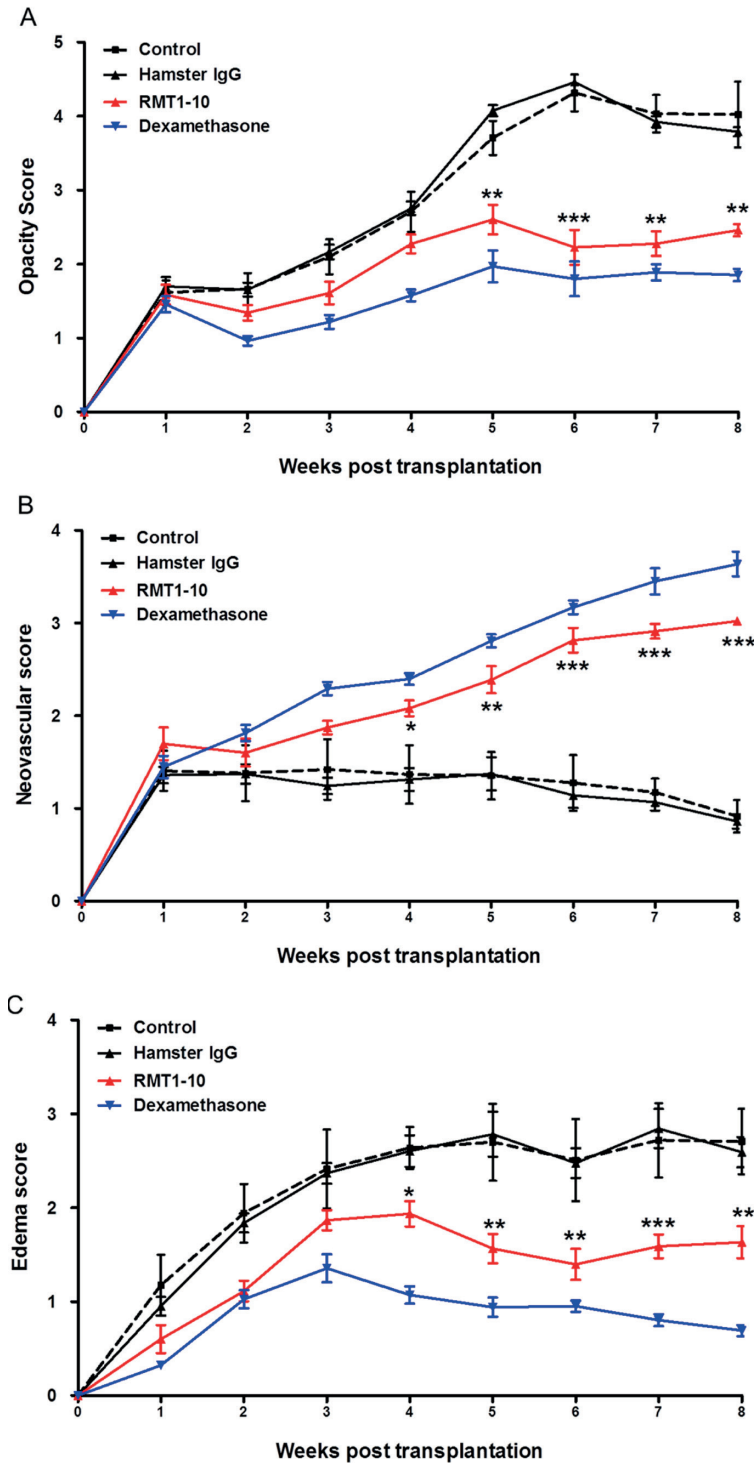 A
Control
Hamster IgG
RMT1-10
Dexamethasone
5
4
3
2
1
0
Opacity Score
** *** ** **
0 1 2 3 4 5 6 7 8
Weeks post transplantation
B
Control
Hamster IgG
RMT1-10
Dexamethasone
4
3
2
1
0
Neovascular score
* ** *** *** ***
0 1 2 3 4 5 6 7 8
Weeks post transplantation
C
Control
Hamster IgG
RMT1-10
Dexamethasone
4
3
2
1
0
Edema score
* ** ** *** **
0 1 2 3 4 5 6 7 8
Weeks post transplantation